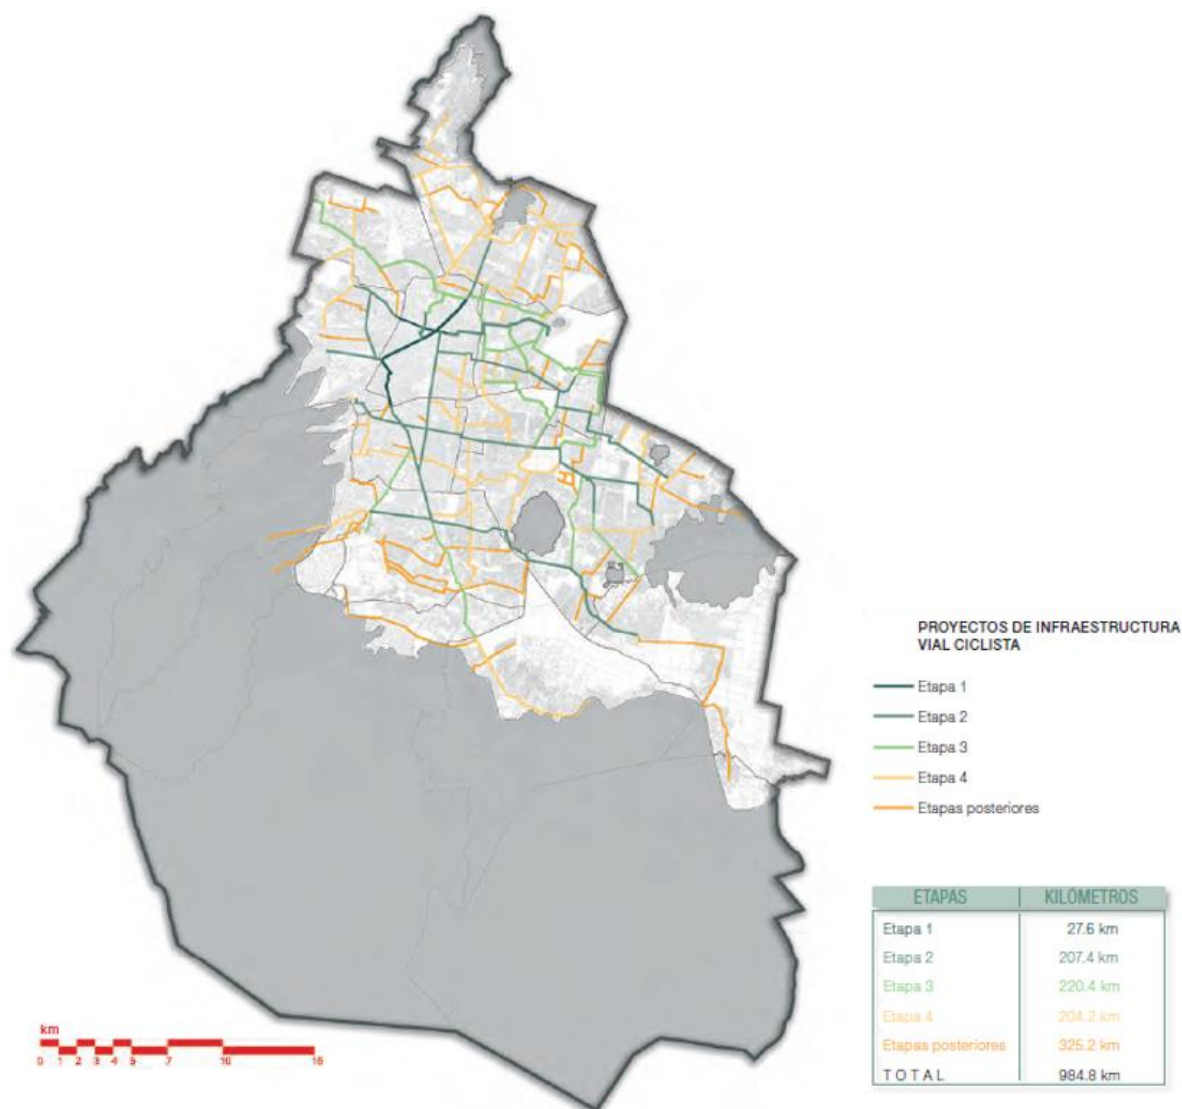 PROYECTOS DE INFRAESTRUCTURA
VIAL CICLISTA
Etapa 1
Etapa 2
Etapa 3
Etapa 4
Etapas posteriores
ETAPAS KILÓMETROS
Etapa 1 27.6 km
Etapa 2 207.4 km
Etapa 3 220.4 km
Etapa 4 204.2 km
Etapas posteriores 325.2 km
TOTAL 984.8 km
km
0 1 2 3 4 5 7 10 15